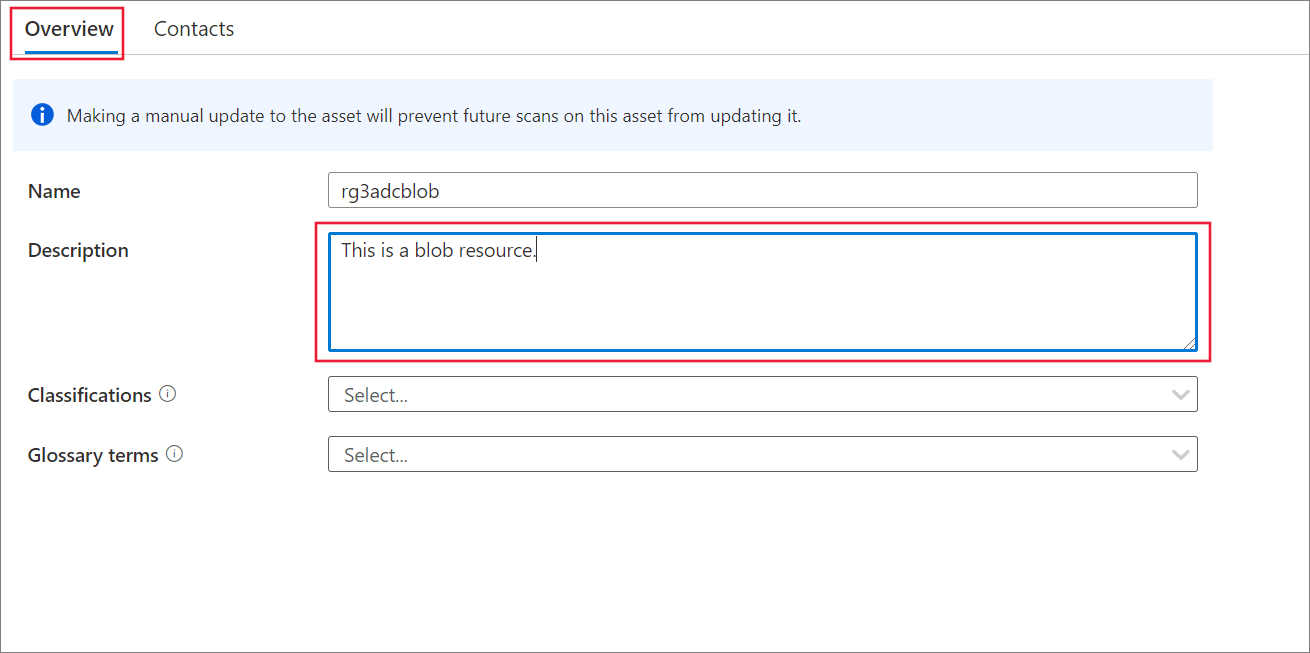 Overview Contacts
Making a manual update to the asset will prevent future scans on this asset from updating it.
Name rg3adcblob
Description This is a blob resource.
Classifications Select...
Glossary terms Select...